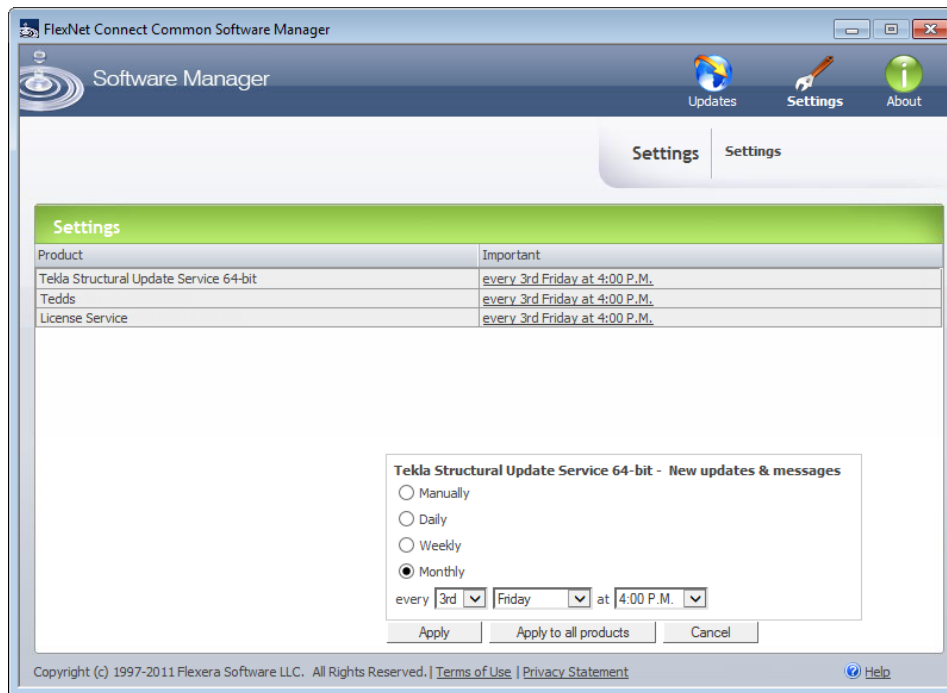 FlexNet Connect Common Software Manager
Software Manager
Updates
Settings
About
Settings
Settings
Settings
Product Important
Tekla Structural Update Service 64-bit every 3rd Friday at 4:00 P.M.
Tedds every 3rd Friday at 4:00 P.M.
License Service every 3rd Friday at 4:00 P.M.
Tekla Structural Update Service 64-bit - New updates & messages
Manually
Daily
Weekly
Monthly
every 3rd Friday at 4:00 P.M.
Apply Apply to all products Cancel
Copyright (c) 1997-2011 Flexera Software LLC. All Rights Reserved. | Terms of Use | Privacy Statement Help